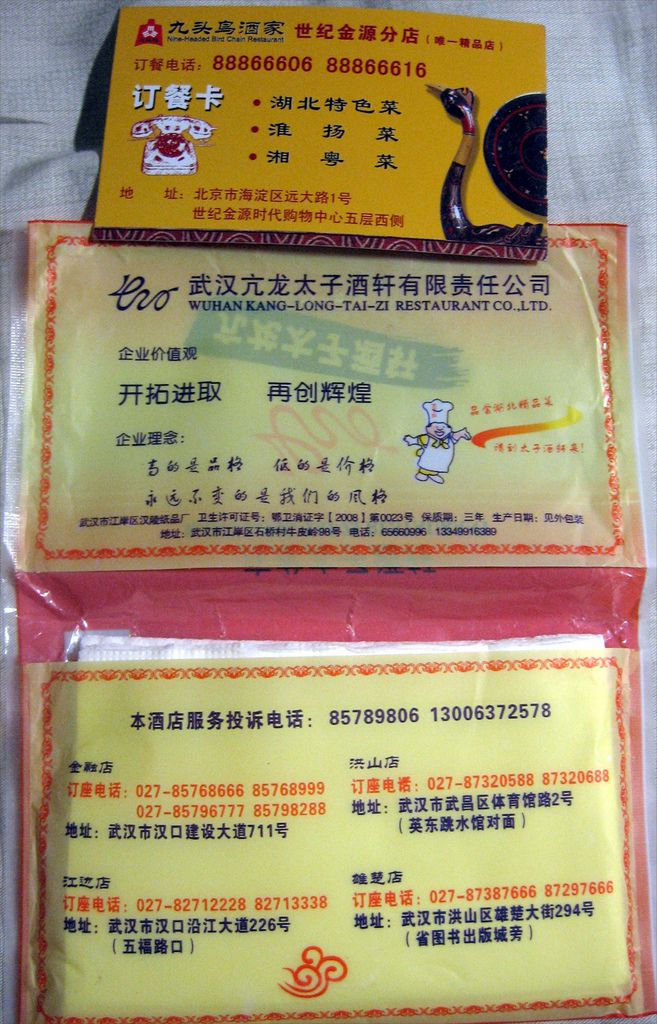 九头鸟酒家 世纪金源分店(唯一精品店)
Nine-Headed Bird Chain Restaurant
订餐电话：88866606 88866616
订餐卡
• 湖北特色菜
• 淮 扬 菜
• 湘 粤 菜
地 址：北京市海淀区远大路1号
世纪金源时代购物中心五层西侧
武汉亢龙太子酒轩有限责任公司
WUHAN KANG-LONG-TAI-ZI RESTAURANT CO.,LTD.
企业价值观
开拓进取 再创辉煌
品尝湖北精品菜
请到太子酒轩来!
企业理念：
高的是品格 低的是价格
永远不变的是我们的风格
武汉市江岸区汉陵纸品厂 卫生许可证号：鄂卫消证字【2008】第0023号 保质期：三年 生产日期：见外包装
地址：武汉市江岸区石桥村牛皮岭98号 电话：65660996 13349916389
本酒店服务投诉电话：85789806 13006372578
金融店
订座电话：027-85768666 85768999
027-85796777 85798288
地址：武汉市汉口建设大道711号
洪山店
订座电话：027-87320588 87320688
地址：武汉市武昌区体育馆路2号
(英东跳水馆对面)
江边店
订座电话：027-82712228 82713338
地址：武汉市汉口沿江大道226号
(五福路口)
雄楚店
订座电话：027-87387666 87297666
地址：武汉市洪山区雄楚大街294号
(省图书出版城旁)